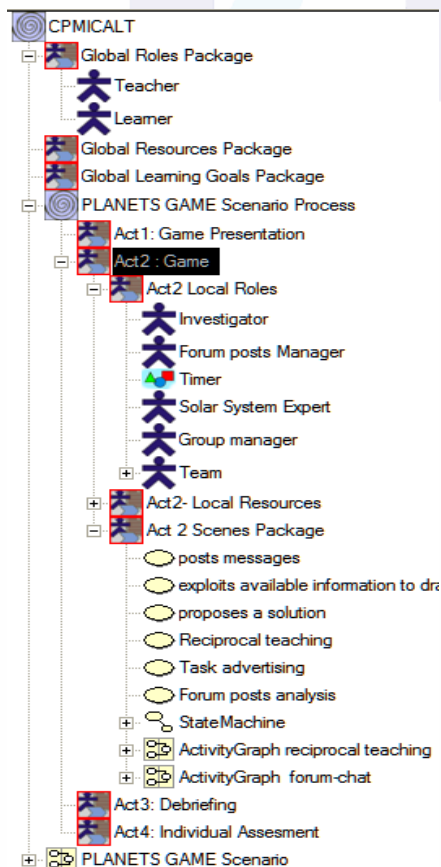 CPMICALT
Global Roles Package
Teacher
Learner
Global Resources Package
Global Learning Goals Package
PLANETS GAME Scenario Process
Act1: Game Presentation
Act2 : Game
Act2 Local Roles
Investigator
Forum posts Manager
Timer
Solar System Expert
Group manager
Team
Act2- Local Resources
Act 2 Scenes Package
posts messages
exploits available information to dra
proposes a solution
Reciprocal teaching
Task advertising
Forum posts analysis
StateMachine
ActivityGraph reciprocal teaching
ActivityGraph forum-chat
Act3: Debriefing
Act4: Individual Assesment
PLANETS GAME Scenario